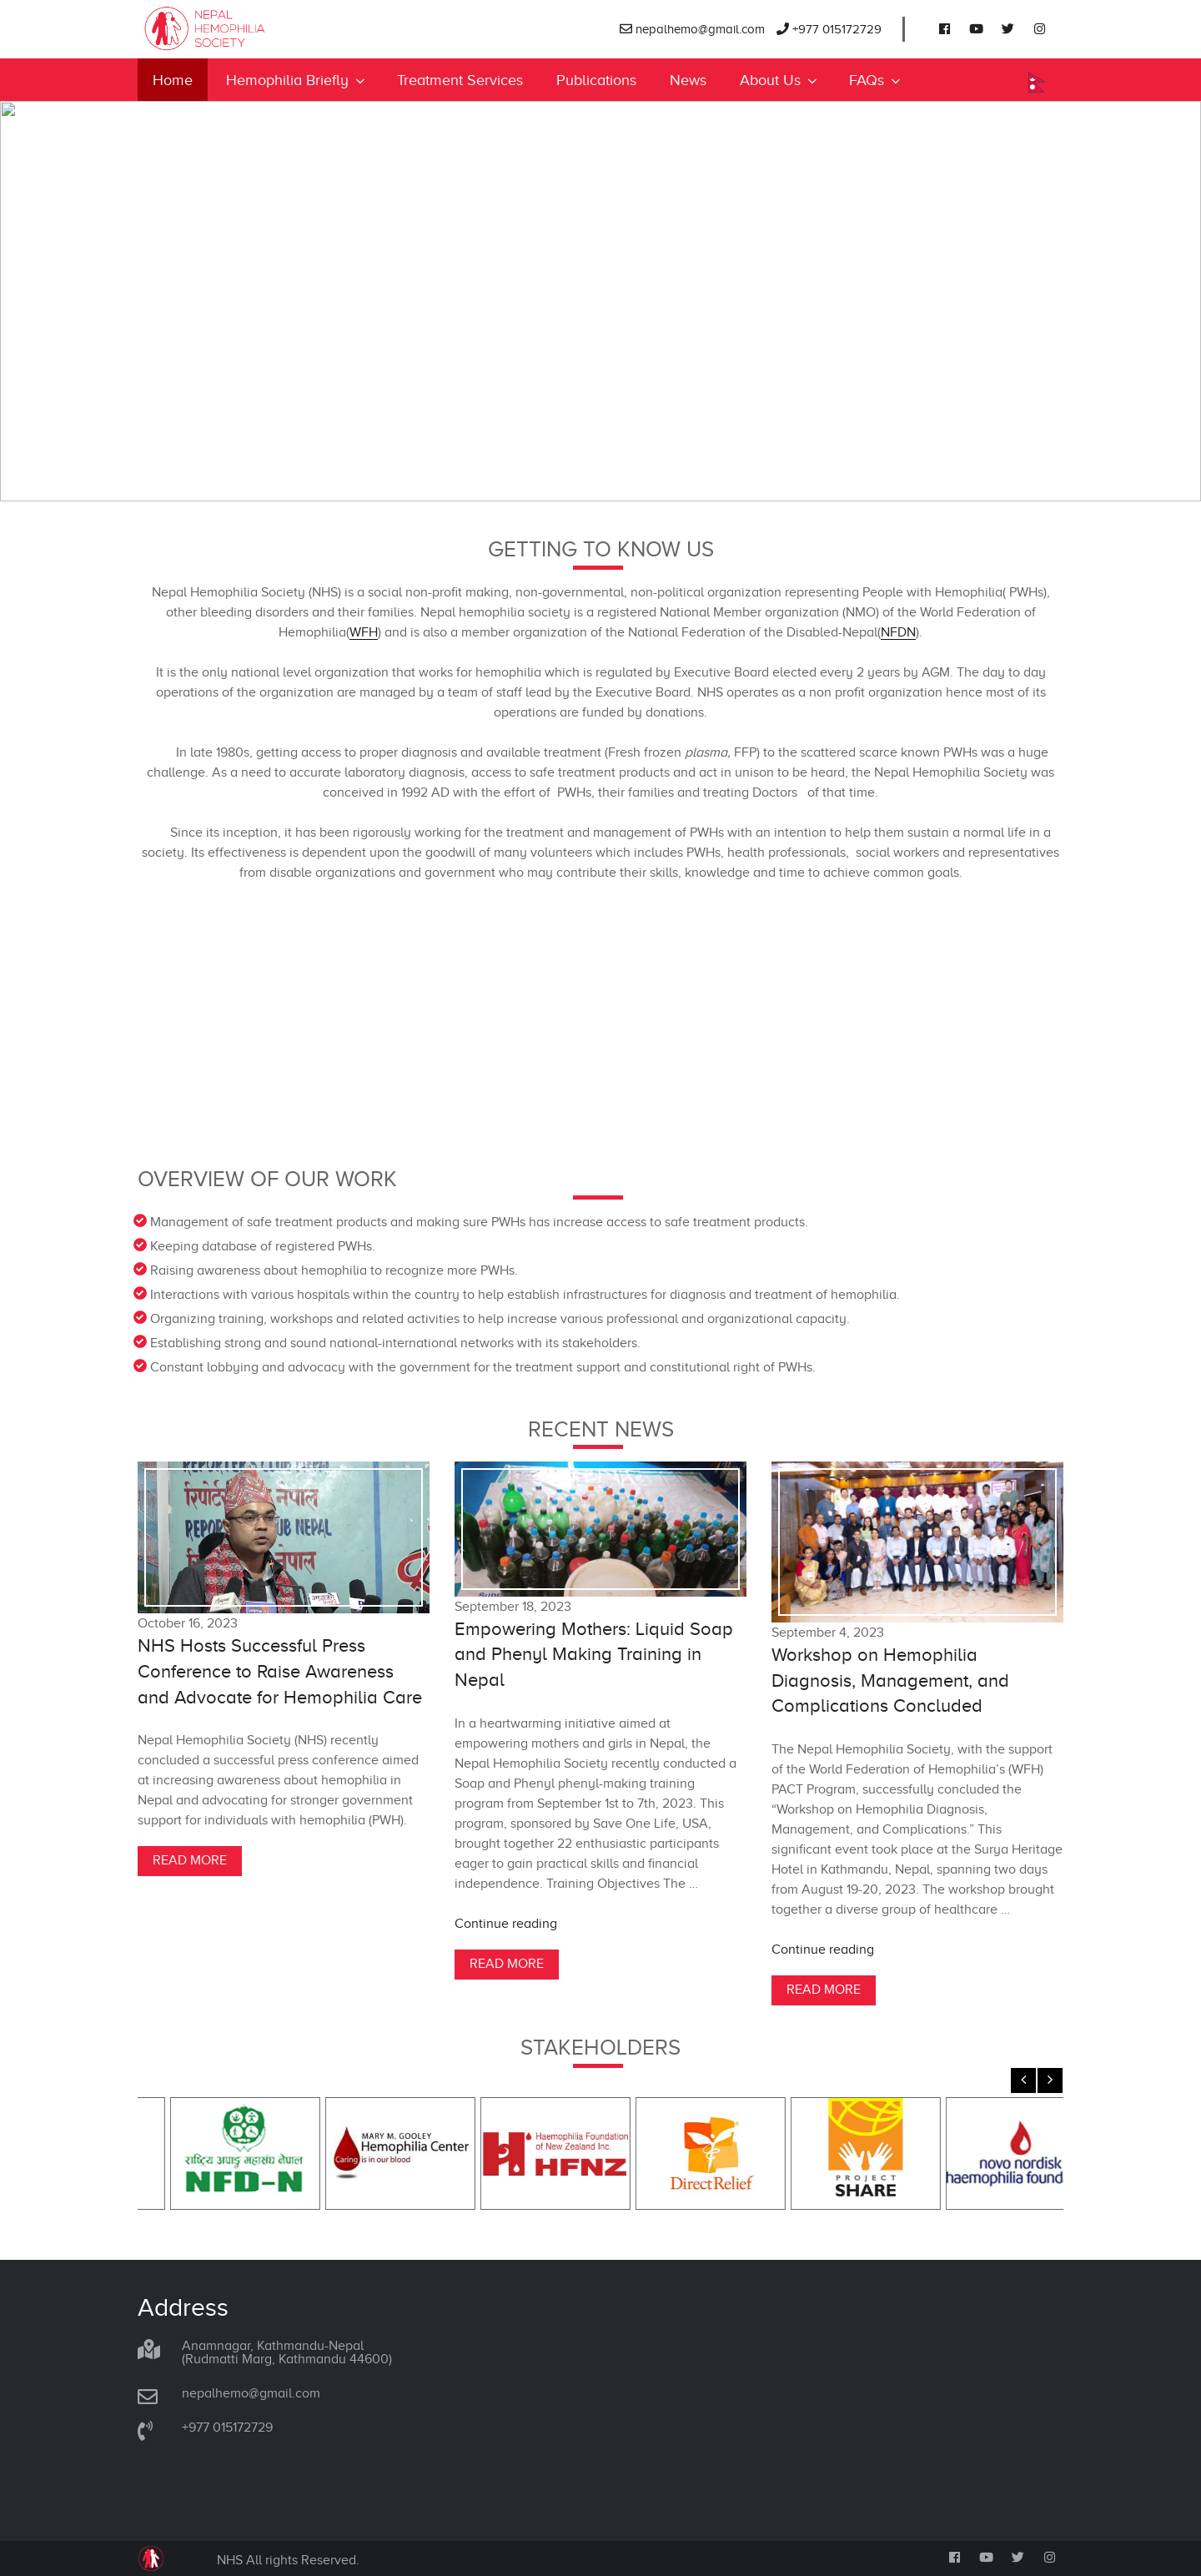 NEPAL
HEMOPHILIA
SOCIETY
nepalhemo@gmail.com +977 015172729
Home Hemophilia Briefly Treatment Services Publications News About Us FAQs
GETTING TO KNOW US
Nepal Hemophilia Society (NHS) is a social non-profit making, non-governmental, non-political organization representing People with Hemophilia( PWHs),
other bleeding disorders and their families. Nepal hemophilia society is a registered National Member organization (NMO) of the World Federation of
Hemophilia(WFH) and is also a member organization of the National Federation of the Disabled-Nepal(NFDN).
It is the only national level organization that works for hemophilia which is regulated by Executive Board elected every 2 years by AGM. The day to day
operations of the organization are managed by a team of staff lead by the Executive Board. NHS operates as a non profit organization hence most of its
operations are funded by donations.
In late 1980s, getting access to proper diagnosis and available treatment (Fresh frozen plasma, FFP) to the scattered scarce known PWHs was a huge
challenge. As a need to accurate laboratory diagnosis, access to safe treatment products and act in unison to be heard, the Nepal Hemophilia Society was
conceived in 1992 AD with the effort of PWHs, their families and treating Doctors of that time.
Since its inception, it has been rigorously working for the treatment and management of PWHs with an intention to help them sustain a normal life in a
society. Its effectiveness is dependent upon the goodwill of many volunteers which includes PWHs, health professionals, social workers and representatives
from disable organizations and government who may contribute their skills, knowledge and time to achieve common goals.
OVERVIEW OF OUR WORK
Management of safe treatment products and making sure PWHs has increase access to safe treatment products.
Keeping database of registered PWHs.
Raising awareness about hemophilia to recognize more PWHs.
Interactions with various hospitals within the country to help establish infrastructures for diagnosis and treatment of hemophilia.
Organizing training, workshops and related activities to help increase various professional and organizational capacity.
Establishing strong and sound national-international networks with its stakeholders.
Constant lobbying and advocacy with the government for the treatment support and constitutional right of PWHs.
RECENT NEWS
October 16, 2023
NHS Hosts Successful Press
Conference to Raise Awareness
and Advocate for Hemophilia Care
Nepal Hemophilia Society (NHS) recently
concluded a successful press conference aimed
at increasing awareness about hemophilia in
Nepal and advocating for stronger government
support for individuals with hemophilia (PWH).
READ MORE
September 18, 2023
Empowering Mothers: Liquid Soap
and Phenyl Making Training in
Nepal
In a heartwarming initiative aimed at
empowering mothers and girls in Nepal, the
Nepal Hemophilia Society recently conducted a
Soap and Phenyl phenyl-making training
program from September 1st to 7th, 2023. This
program, sponsored by Save One Life, USA,
brought together 22 enthusiastic participants
eager to gain practical skills and financial
independence. Training Objectives The …
Continue reading
READ MORE
September 4, 2023
Workshop on Hemophilia
Diagnosis, Management, and
Complications Concluded
The Nepal Hemophilia Society, with the support
of the World Federation of Hemophilia’s (WFH)
PACT Program, successfully concluded the
“Workshop on Hemophilia Diagnosis,
Management, and Complications.” This
significant event took place at the Surya Heritage
Hotel in Kathmandu, Nepal, spanning two days
from August 19-20, 2023. The workshop brought
together a diverse group of healthcare …
Continue reading
READ MORE
STAKEHOLDERS
राष्ट्रिय अपाङ्ग महासंघ नेपाल
NFD-N
MARY M. GOOLEY
Hemophilia Center
Caring is in our blood
Haemophilia Foundation
of New Zealand Inc.
HFNZ
DirectRelief
PROJECT
SHARE
novo nordisk
haemophilia found
Address
Anamnagar, Kathmandu-Nepal
(Rudmatti Marg, Kathmandu 44600)
nepalhemo@gmail.com
+977 015172729
NHS All rights Reserved.